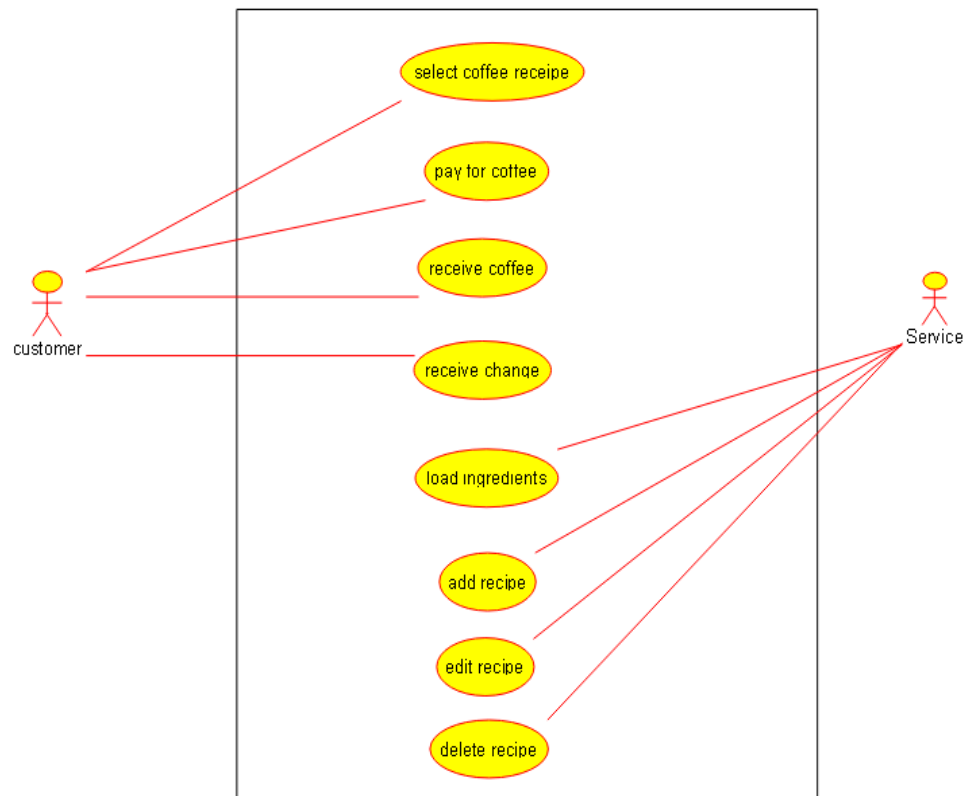 select coffee receipe
pay for coffee
receive coffee
customer
Service
receive change
load ingredients
add recipe
edit recipe
delete recipe